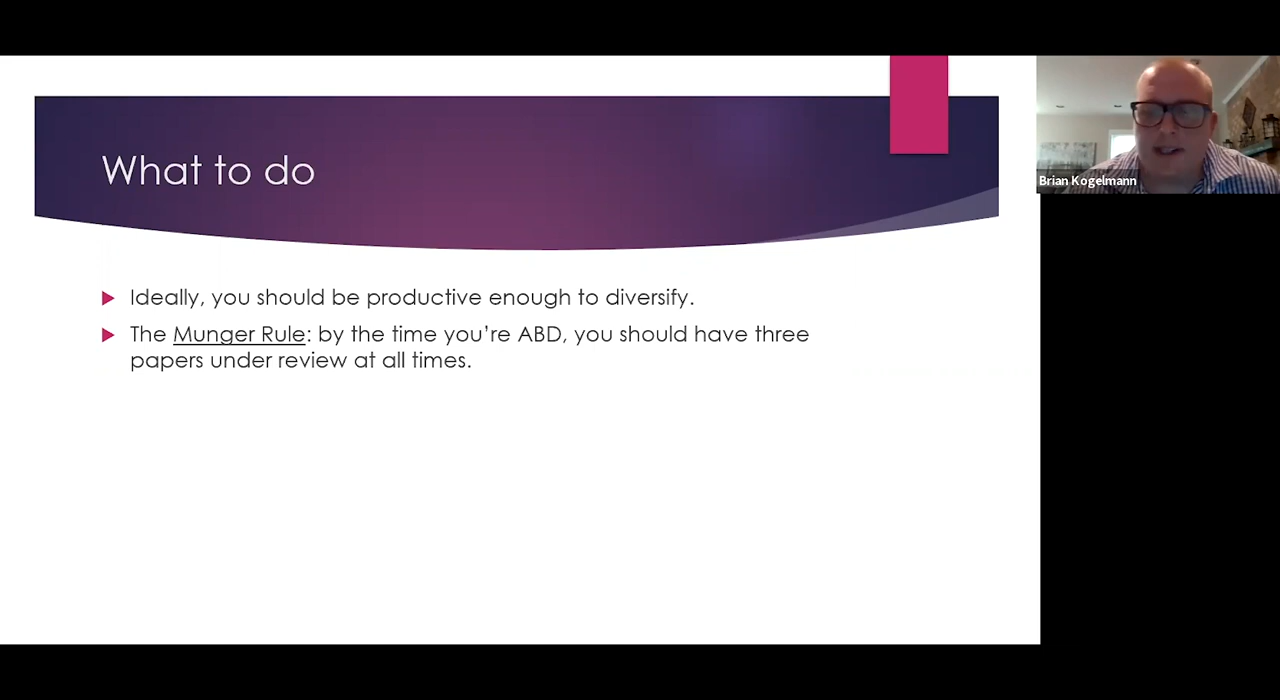 What to do
Brian Kogelmann
Ideally, you should be productive enough to diversify.
The Munger Rule: by the time you’re ABD, you should have three
papers under review at all times.